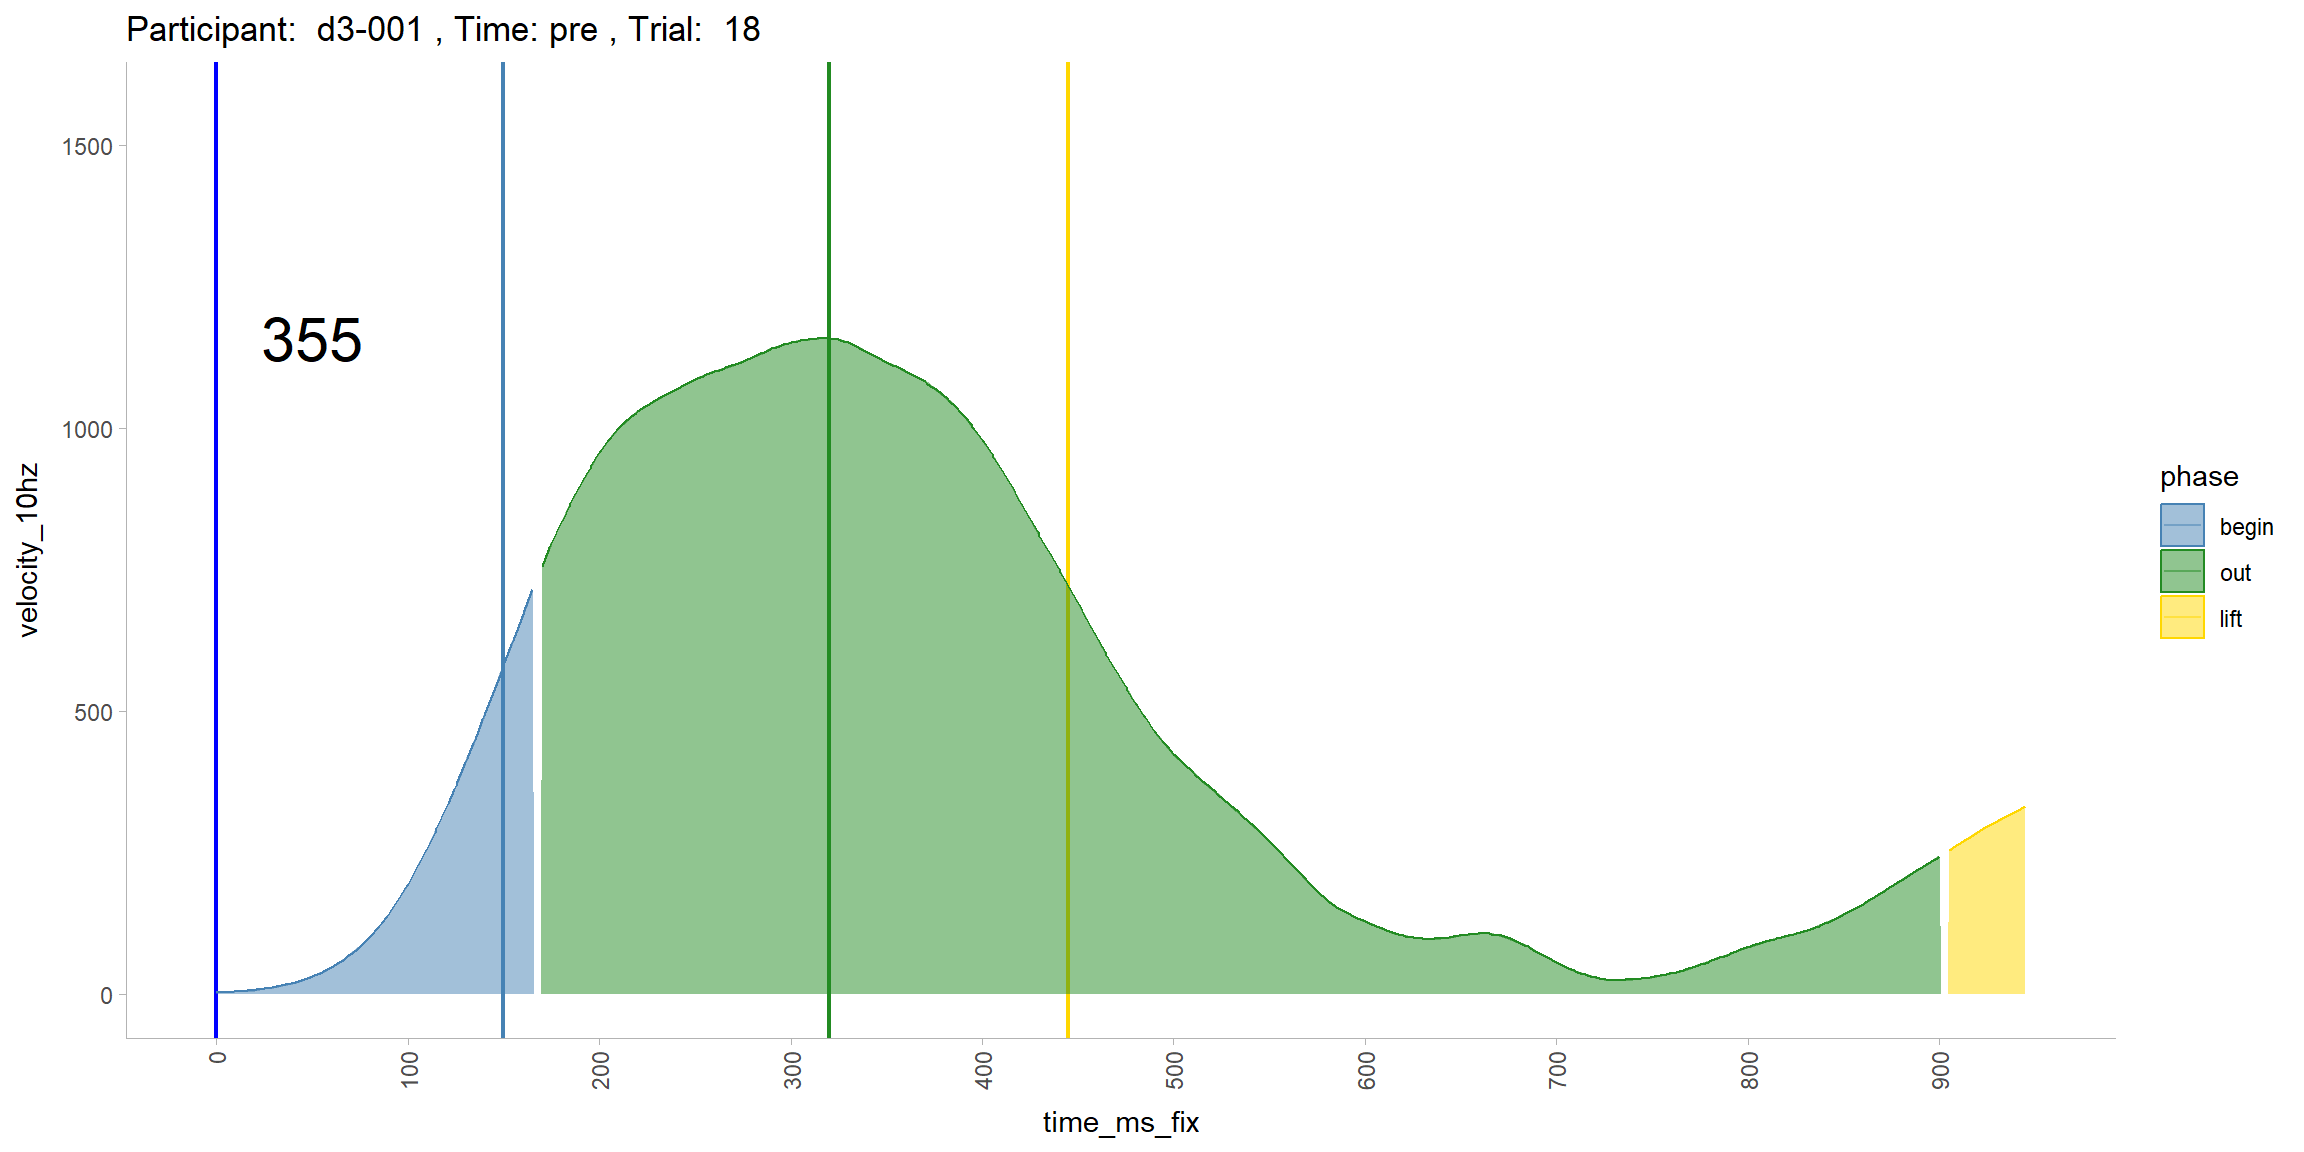 Participant:  d3-001 , Time: pre , Trial:  18
1500
1000
500
0
velocity_10hz
355
0 100 200 300 400 500 600 700 800 900
time_ms_fix
phase
begin
out
lift